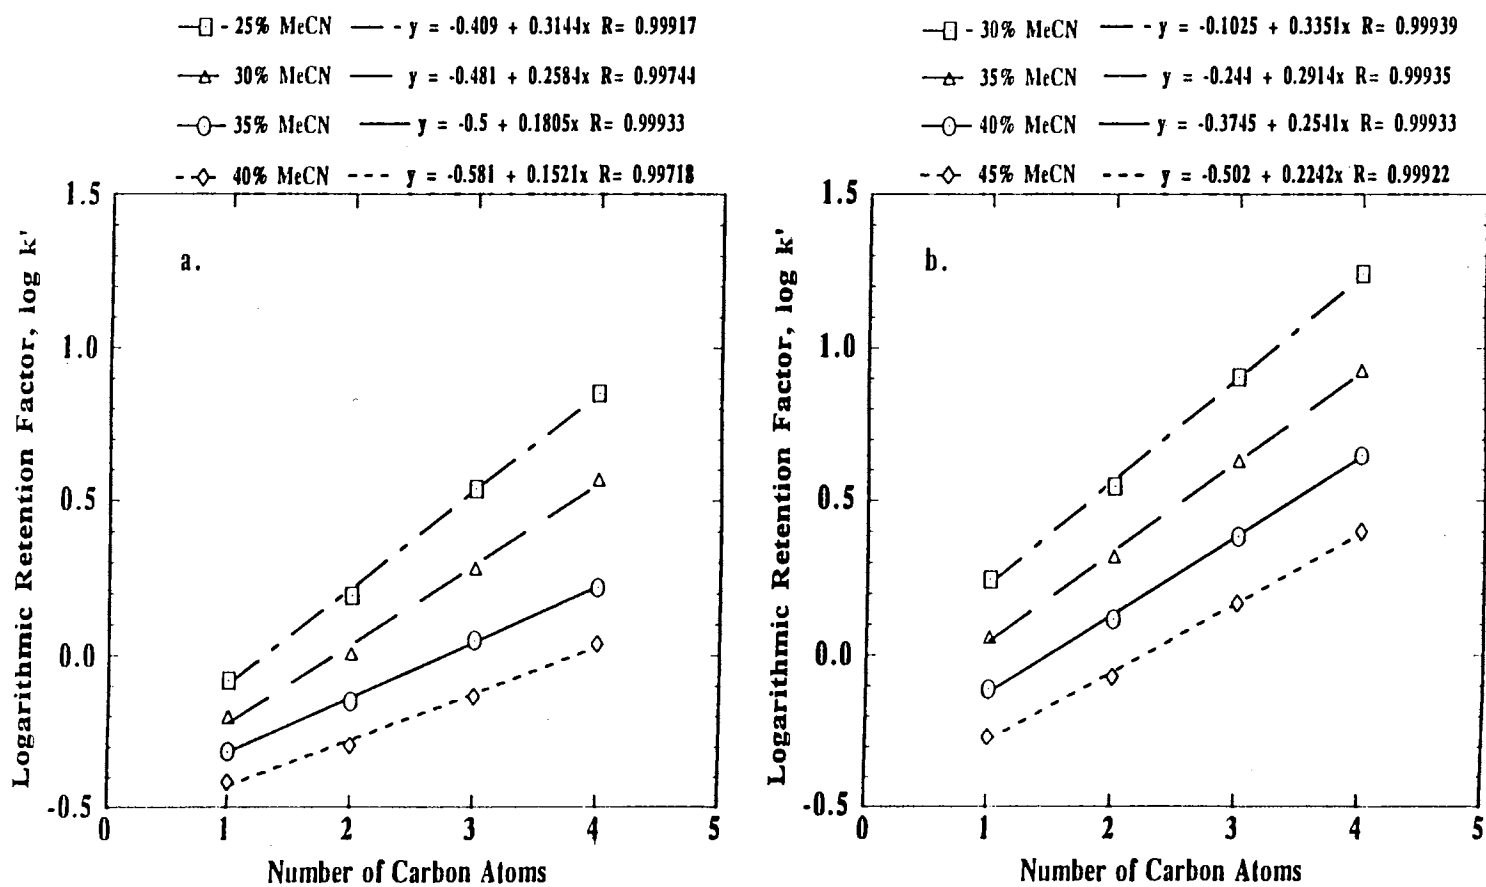 - 25% MeCN - y = -0.409 + 0.3144x R= 0.99917
30% MeCN y = -0.481 + 0.2584x R= 0.99744
35% MeCN y = -0.5 + 0.1805x R= 0.99933
40% MeCN y = -0.581 + 0.1521x R= 0.99718
1.5
1.0
0.5
0.0
-0.5
a.
Logarithmic Retention Factor, log k'
0 1 2 3 4 5
Number of Carbon Atoms
- 30% MeCN - y = -0.1025 + 0.3351x R= 0.99939
35% MeCN y = -0.244 + 0.2914x R= 0.99935
40% MeCN y = -0.3745 + 0.2541x R= 0.99933
45% MeCN y = -0.502 + 0.2242x R= 0.99922
1.5
1.0
0.5
0.0
-0.5
b.
Logarithmic Retention Factor, log k'
0 1 2 3 4 5
Number of Carbon Atoms